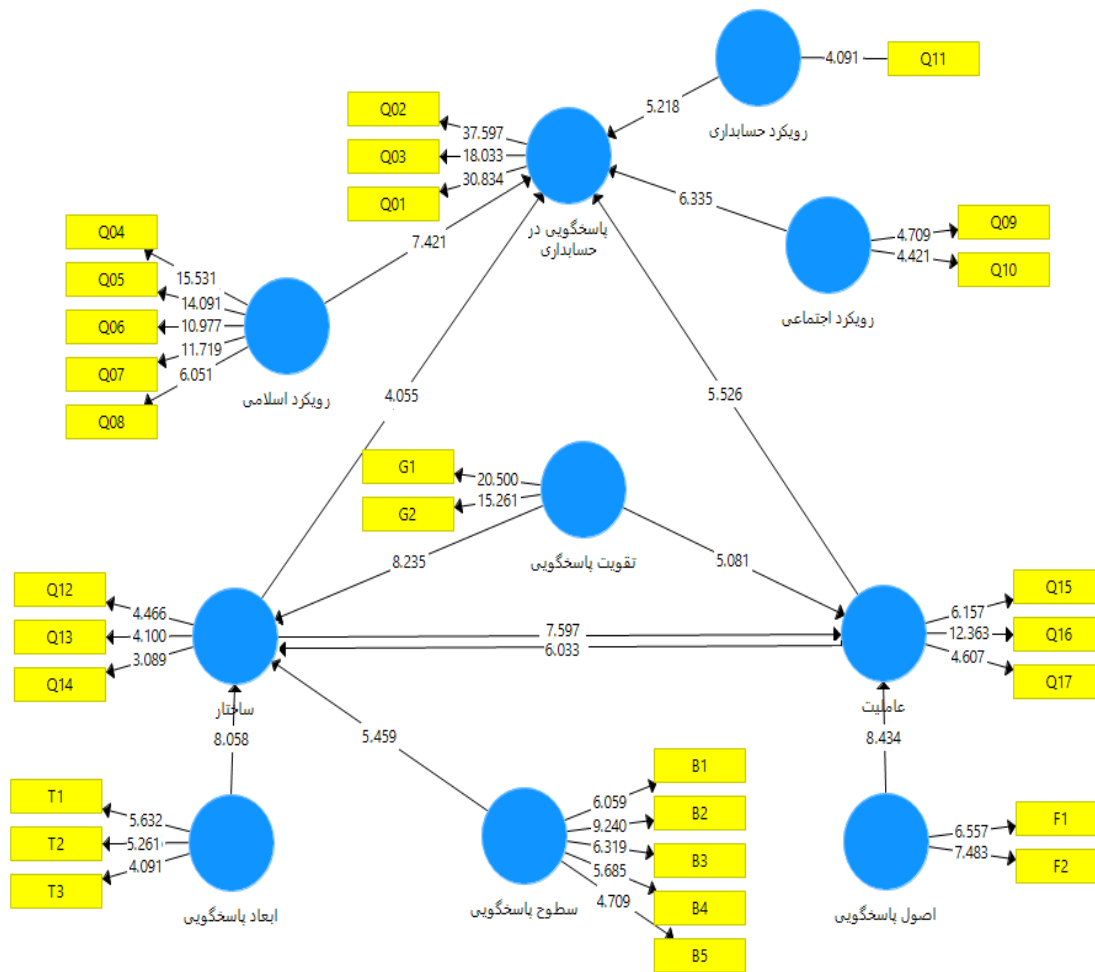 Q11
4.091
رویکرد حسابداری
5.218
Q02
37.597
Q03
18.033
Q01
30.834
پاسخگویی در
حسابداری
6.335
Q09
4.709
Q10
4.421
رویکرد اجتماعی
7.421
Q04
15.531
Q05
14.091
Q06
10.977
Q07
11.719
Q08
6.051
رویکرد اسلامی
4.055
5.526
G1
20.500
G2
15.261
تقویت پاسخگویی
8.235
5.081
Q12
4.466
Q13
4.100
Q14
3.089
ساختار
7.597
6.033
Q15
6.157
Q16
12.363
Q17
4.607
عاملیت
8.058
5.459
8.434
T1
5.632
T2
5.261
T3
4.091
ابعاد پاسخگویی
B1
6.059
B2
9.240
B3
6.319
B4
5.685
B5
4.709
سطوح پاسخگویی
F1
6.557
F2
7.483
اصول پاسخگویی